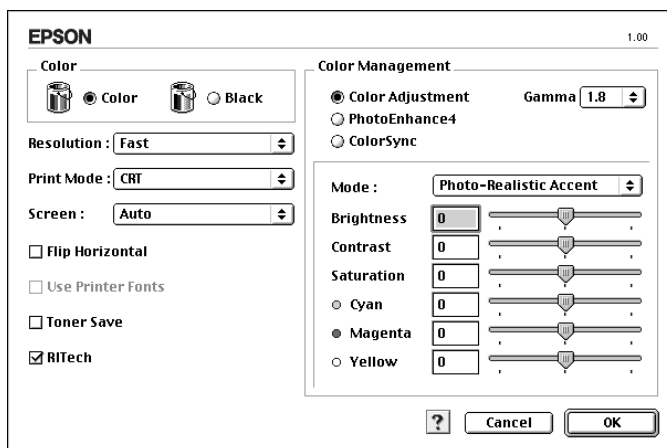 EPSON
1.00
Color
Color
Black
Resolution : Fast
Print Mode : CRT
Screen : Auto
Flip Horizontal
Use Printer Fonts
Toner Save
RITech
Color Management
Color Adjustment
Gamma 1.8
PhotoEnhance4
ColorSync
Mode : Photo-Realistic Accent
Brightness 0
Contrast 0
Saturation 0
Cyan 0
Magenta 0
Yellow 0
? Cancel OK